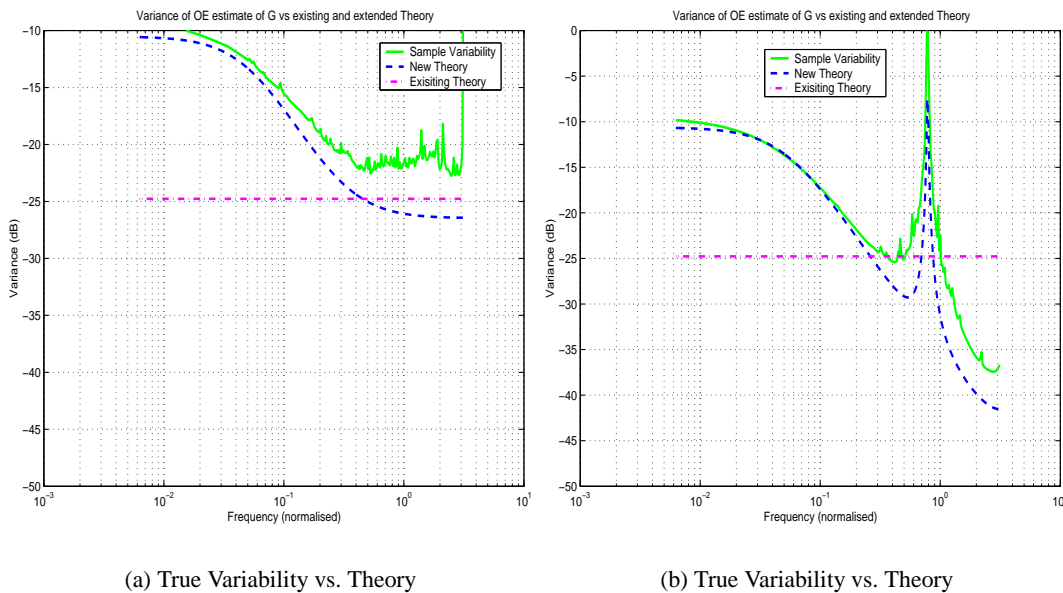 Variance of OE estimate of G vs existing and extended Theory
Sample Variability
New Theory
Exisiting Theory
Variance (dB)
-10
-15
-20
-25
-30
-35
-40
-45
-50
10^-3
10^-2
10^-1
10^0
10^1
Frequency (normalised)
(a) True Variability vs. Theory
Variance of OE estimate of G vs existing and extended Theory
Sample Variability
New Theory
Exisiting Theory
Variance (dB)
0
-5
-10
-15
-20
-25
-30
-35
-40
-45
-50
10^-3
10^-2
10^-1
10^0
10
Frequency (normalised)
(b) True Variability vs. Theory